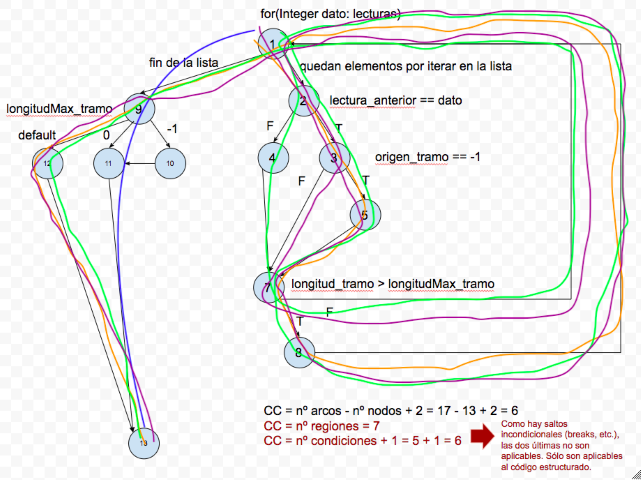 for(Integer dato: lecturas)
1
fin de la lista
quedan elementos por iterar en la lista
9
2
longitudMax_tramo
lectura_anterior == dato
default
0
-1
F
T
12
11
10
4
3
origen_tramo == -1
F
T
5
7
longitud_tramo > longitudMax_tramo
T
F
8
13
CC = nº arcos - nº nodos + 2 = 17 - 13 + 2 = 6
CC = nº regiones = 7
CC = nº condiciones + 1 = 5 + 1 = 6
Como hay saltos
incondicionales (breaks, etc.),
las dos últimas no son
aplicables. Sólo son aplicables
al código estructurado.